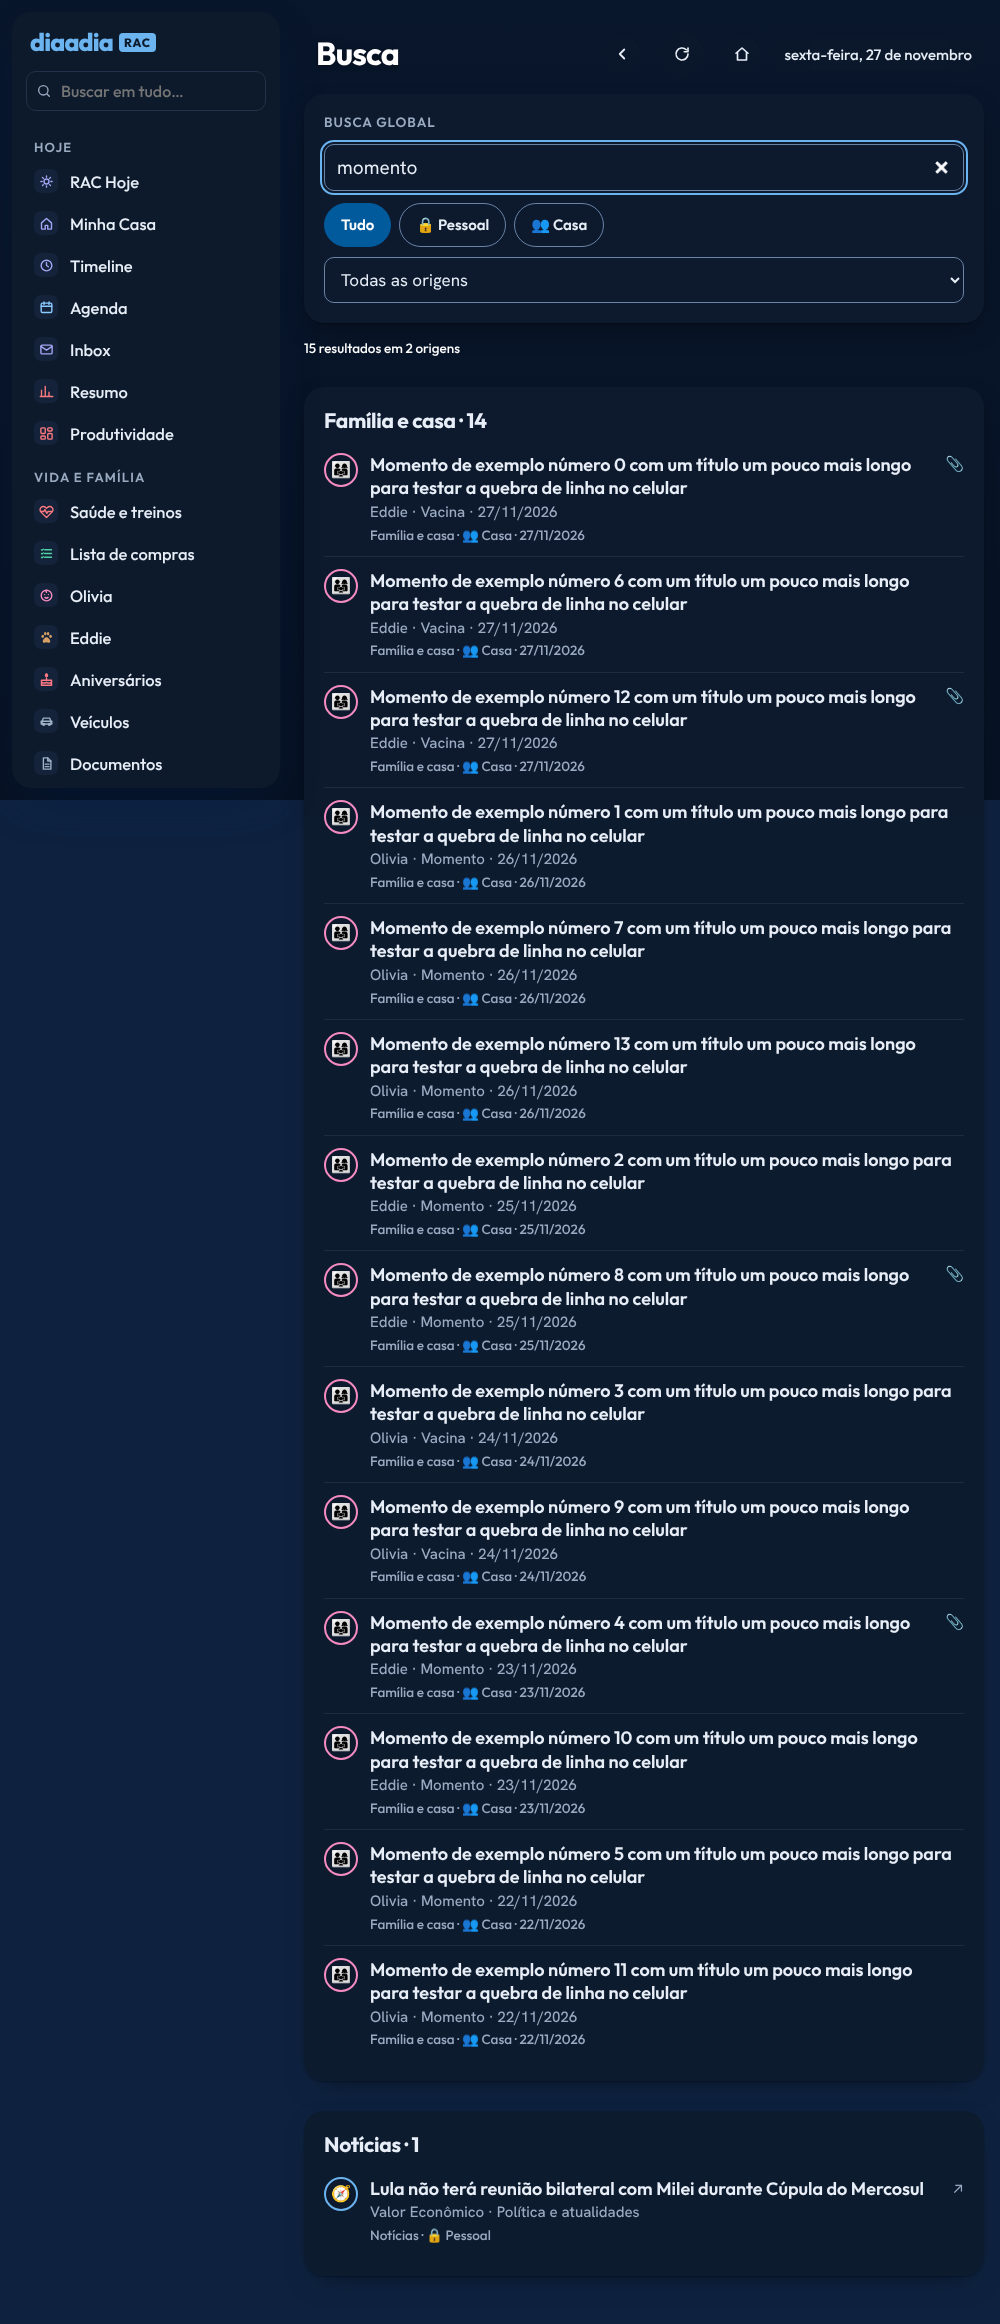 diaadia RAC
Buscar em tudo...
HOJE
RAC Hoje
Minha Casa
Timeline
Agenda
Inbox
Resumo
Produtividade
VIDA E FAMÍLIA
Saúde e treinos
Lista de compras
Olivia
Eddie
Aniversários
Veículos
Documentos
Busca
sexta-feira, 27 de novembro
BUSCA GLOBAL
momento
Tudo
Pessoal
Casa
Todas as origens
15 resultados em 2 origens
Família e casa · 14
Momento de exemplo número 0 com um título um pouco mais longo
para testar a quebra de linha no celular
Eddie · Vacina · 27/11/2026
Família e casa · 👥 Casa · 27/11/2026
Momento de exemplo número 6 com um título um pouco mais longo
para testar a quebra de linha no celular
Eddie · Vacina · 27/11/2026
Família e casa · 👥 Casa · 27/11/2026
Momento de exemplo número 12 com um título um pouco mais longo
para testar a quebra de linha no celular
Eddie · Vacina · 27/11/2026
Família e casa · 👥 Casa · 27/11/2026
Momento de exemplo número 1 com um título um pouco mais longo para
testar a quebra de linha no celular
Olivia · Momento · 26/11/2026
Família e casa · 👥 Casa · 26/11/2026
Momento de exemplo número 7 com um título um pouco mais longo para
testar a quebra de linha no celular
Olivia · Momento · 26/11/2026
Família e casa · 👥 Casa · 26/11/2026
Momento de exemplo número 13 com um título um pouco mais longo
para testar a quebra de linha no celular
Olivia · Momento · 26/11/2026
Família e casa · 👥 Casa · 26/11/2026
Momento de exemplo número 2 com um título um pouco mais longo para
testar a quebra de linha no celular
Eddie · Momento · 25/11/2026
Família e casa · 👥 Casa · 25/11/2026
Momento de exemplo número 8 com um título um pouco mais longo
para testar a quebra de linha no celular
Eddie · Momento · 25/11/2026
Família e casa · 👥 Casa · 25/11/2026
Momento de exemplo número 3 com um título um pouco mais longo para
testar a quebra de linha no celular
Olivia · Vacina · 24/11/2026
Família e casa · 👥 Casa · 24/11/2026
Momento de exemplo número 9 com um título um pouco mais longo
para testar a quebra de linha no celular
Olivia · Vacina · 24/11/2026
Família e casa · 👥 Casa · 24/11/2026
Momento de exemplo número 4 com um título um pouco mais longo
para testar a quebra de linha no celular
Eddie · Momento · 23/11/2026
Família e casa · 👥 Casa · 23/11/2026
Momento de exemplo número 10 com um título um pouco mais longo
para testar a quebra de linha no celular
Eddie · Momento · 23/11/2026
Família e casa · 👥 Casa · 23/11/2026
Momento de exemplo número 5 com um título um pouco mais longo para
testar a quebra de linha no celular
Olivia · Momento · 22/11/2026
Família e casa · 👥 Casa · 22/11/2026
Momento de exemplo número 11 com um título um pouco mais longo
para testar a quebra de linha no celular
Olivia · Momento · 22/11/2026
Família e casa · 👥 Casa · 22/11/2026
Notícias · 1
Lula não terá reunião bilateral com Milei durante Cúpula do Mercosul
Valor Econômico · Política e atualidades
Notícias · 🔒 Pessoal